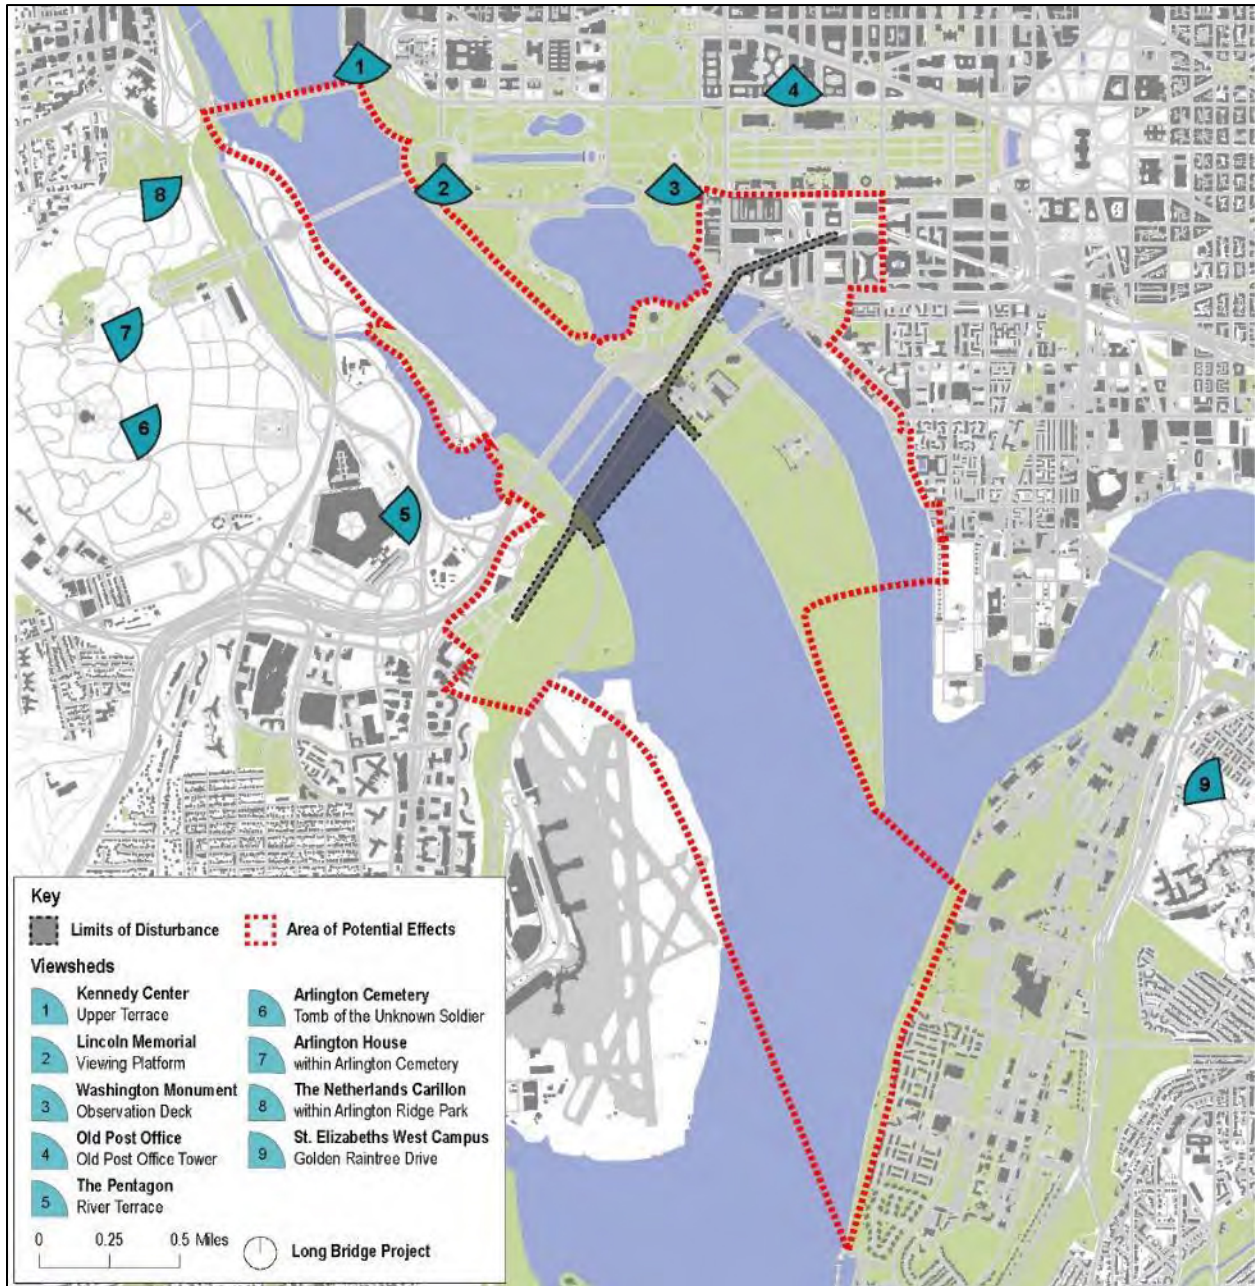 1
4
8
2
3
7
6
5
9
Key
Limits of Disturbance
Area of Potential Effects
Viewsheds
1
Kennedy Center
Upper Terrace
2
Lincoln Memorial
Viewing Platform
3
Washington Monument
Observation Deck
4
Old Post Office
Old Post Office Tower
5
The Pentagon
River Terrace
6
Arlington Cemetery
Tomb of the Unknown Soldier
7
Arlington House
within Arlington Cemetery
8
The Netherlands Carillon
within Arlington Ridge Park
9
St. Elizabeths West Campus
Golden Raintree Drive
0 0.25 0.5 Miles
Long Bridge Project